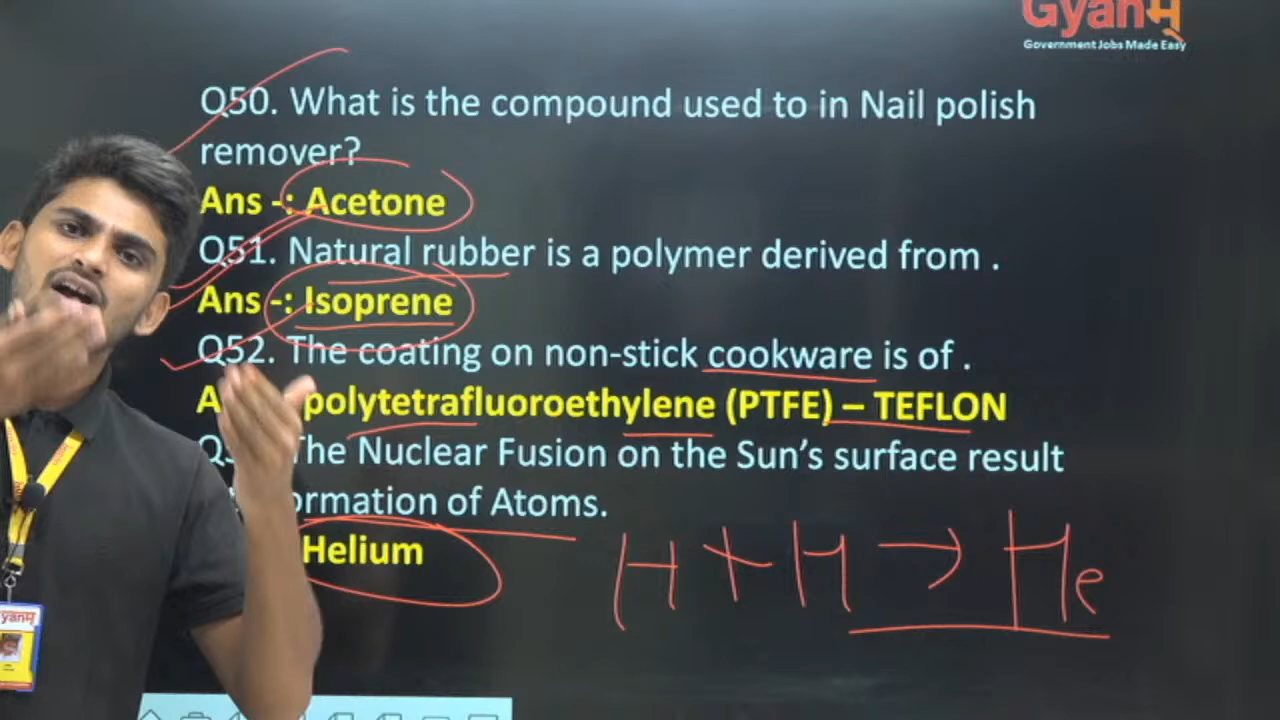 Gyanम्
Government Jobs Made Easy
Q50. What is the compound used to in Nail polish
remover?
Ans -: Acetone
Q51. Natural rubber is a polymer derived from .
Ans -: Isoprene
Q52. The coating on non-stick cookware is of .
polytetrafluoroethylene (PTFE) – TEFLON
The Nuclear Fusion on the Sun's surface result
of Atoms.
Helium
H + H → He